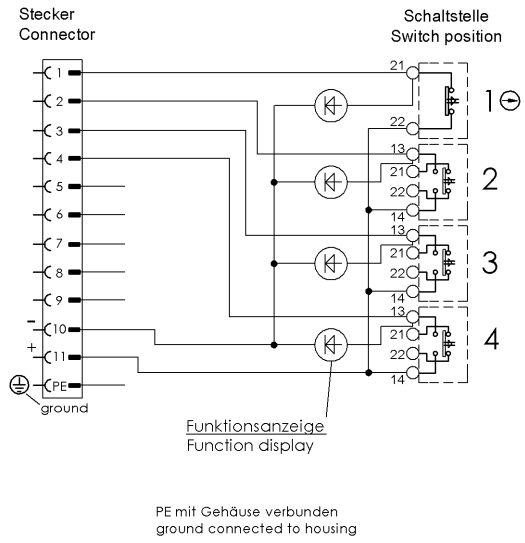 Stecker
Connector
Schaltstelle
Switch position
1
2
3
4
5
6
7
8
9
− 10
+ 11
PE
ground
21
22
1
13
21
22
14
2
13
21
22
14
3
13
21
22
14
4
Funktionsanzeige
Function display
PE mit Gehäuse verbunden
ground connected to housing